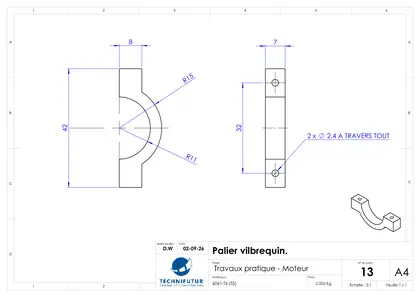 8
7
R15
42
32
R11
2 x ∅ 2,4 A TRAVERS TOUT
D.W
02-09-26
Palier vilbrequin.
Travaux pratique - Moteur
13
A4
TECHNIFUTUR
6061-T6 (SS)
0.003 Kg
Echelle : 2:1
Feuille 1 / 1